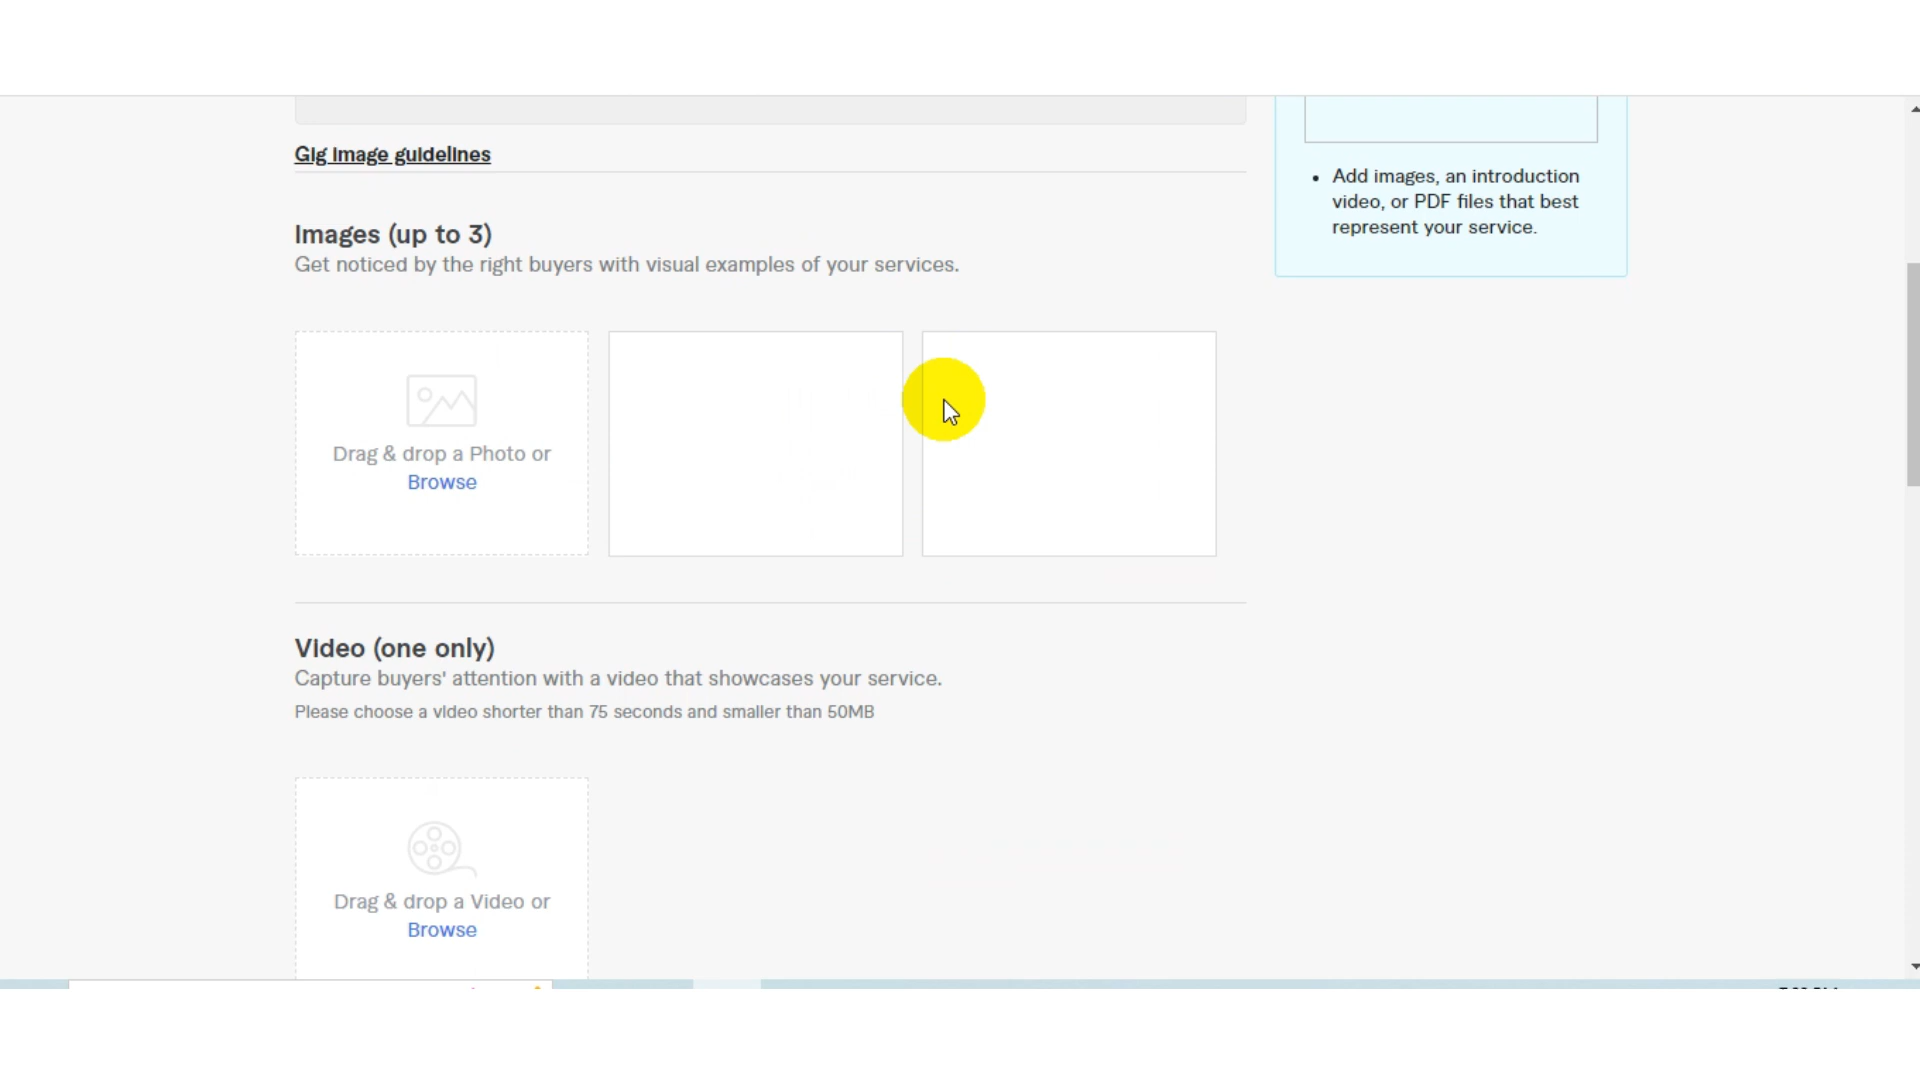 Gig image guidelines
Images (up to 3)
Get noticed by the right buyers with visual examples of your services.
Drag & drop a Photo or
Browse
Video (one only)
Capture buyers' attention with a video that showcases your service.
Please choose a video shorter than 75 seconds and smaller than 50MB
Drag & drop a Video or
Browse
• Add images, an introduction
video, or PDF files that best
represent your service.